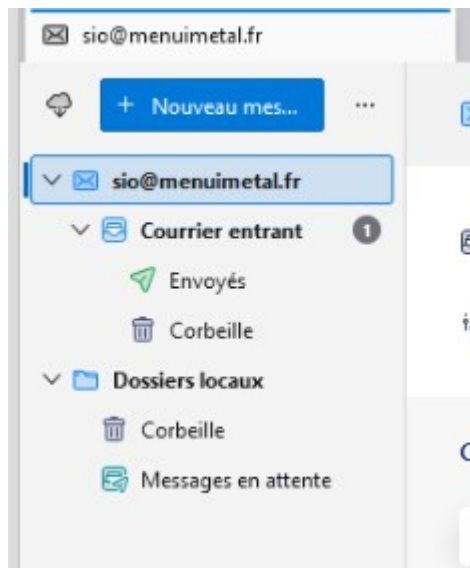 sio@menuimetal.fr
+ Nouveau mes... ...
sio@menuimetal.fr
Courrier entrant 1
Envoyés
Corbeille
Dossiers locaux
Corbeille
Messages en attente